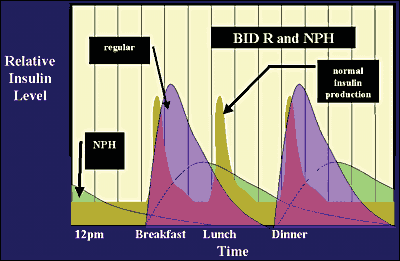 BID R and NPH
regular
normal
insulin
production
Relative
Insulin
Level
NPH
12pm Breakfast Lunch Dinner
Time